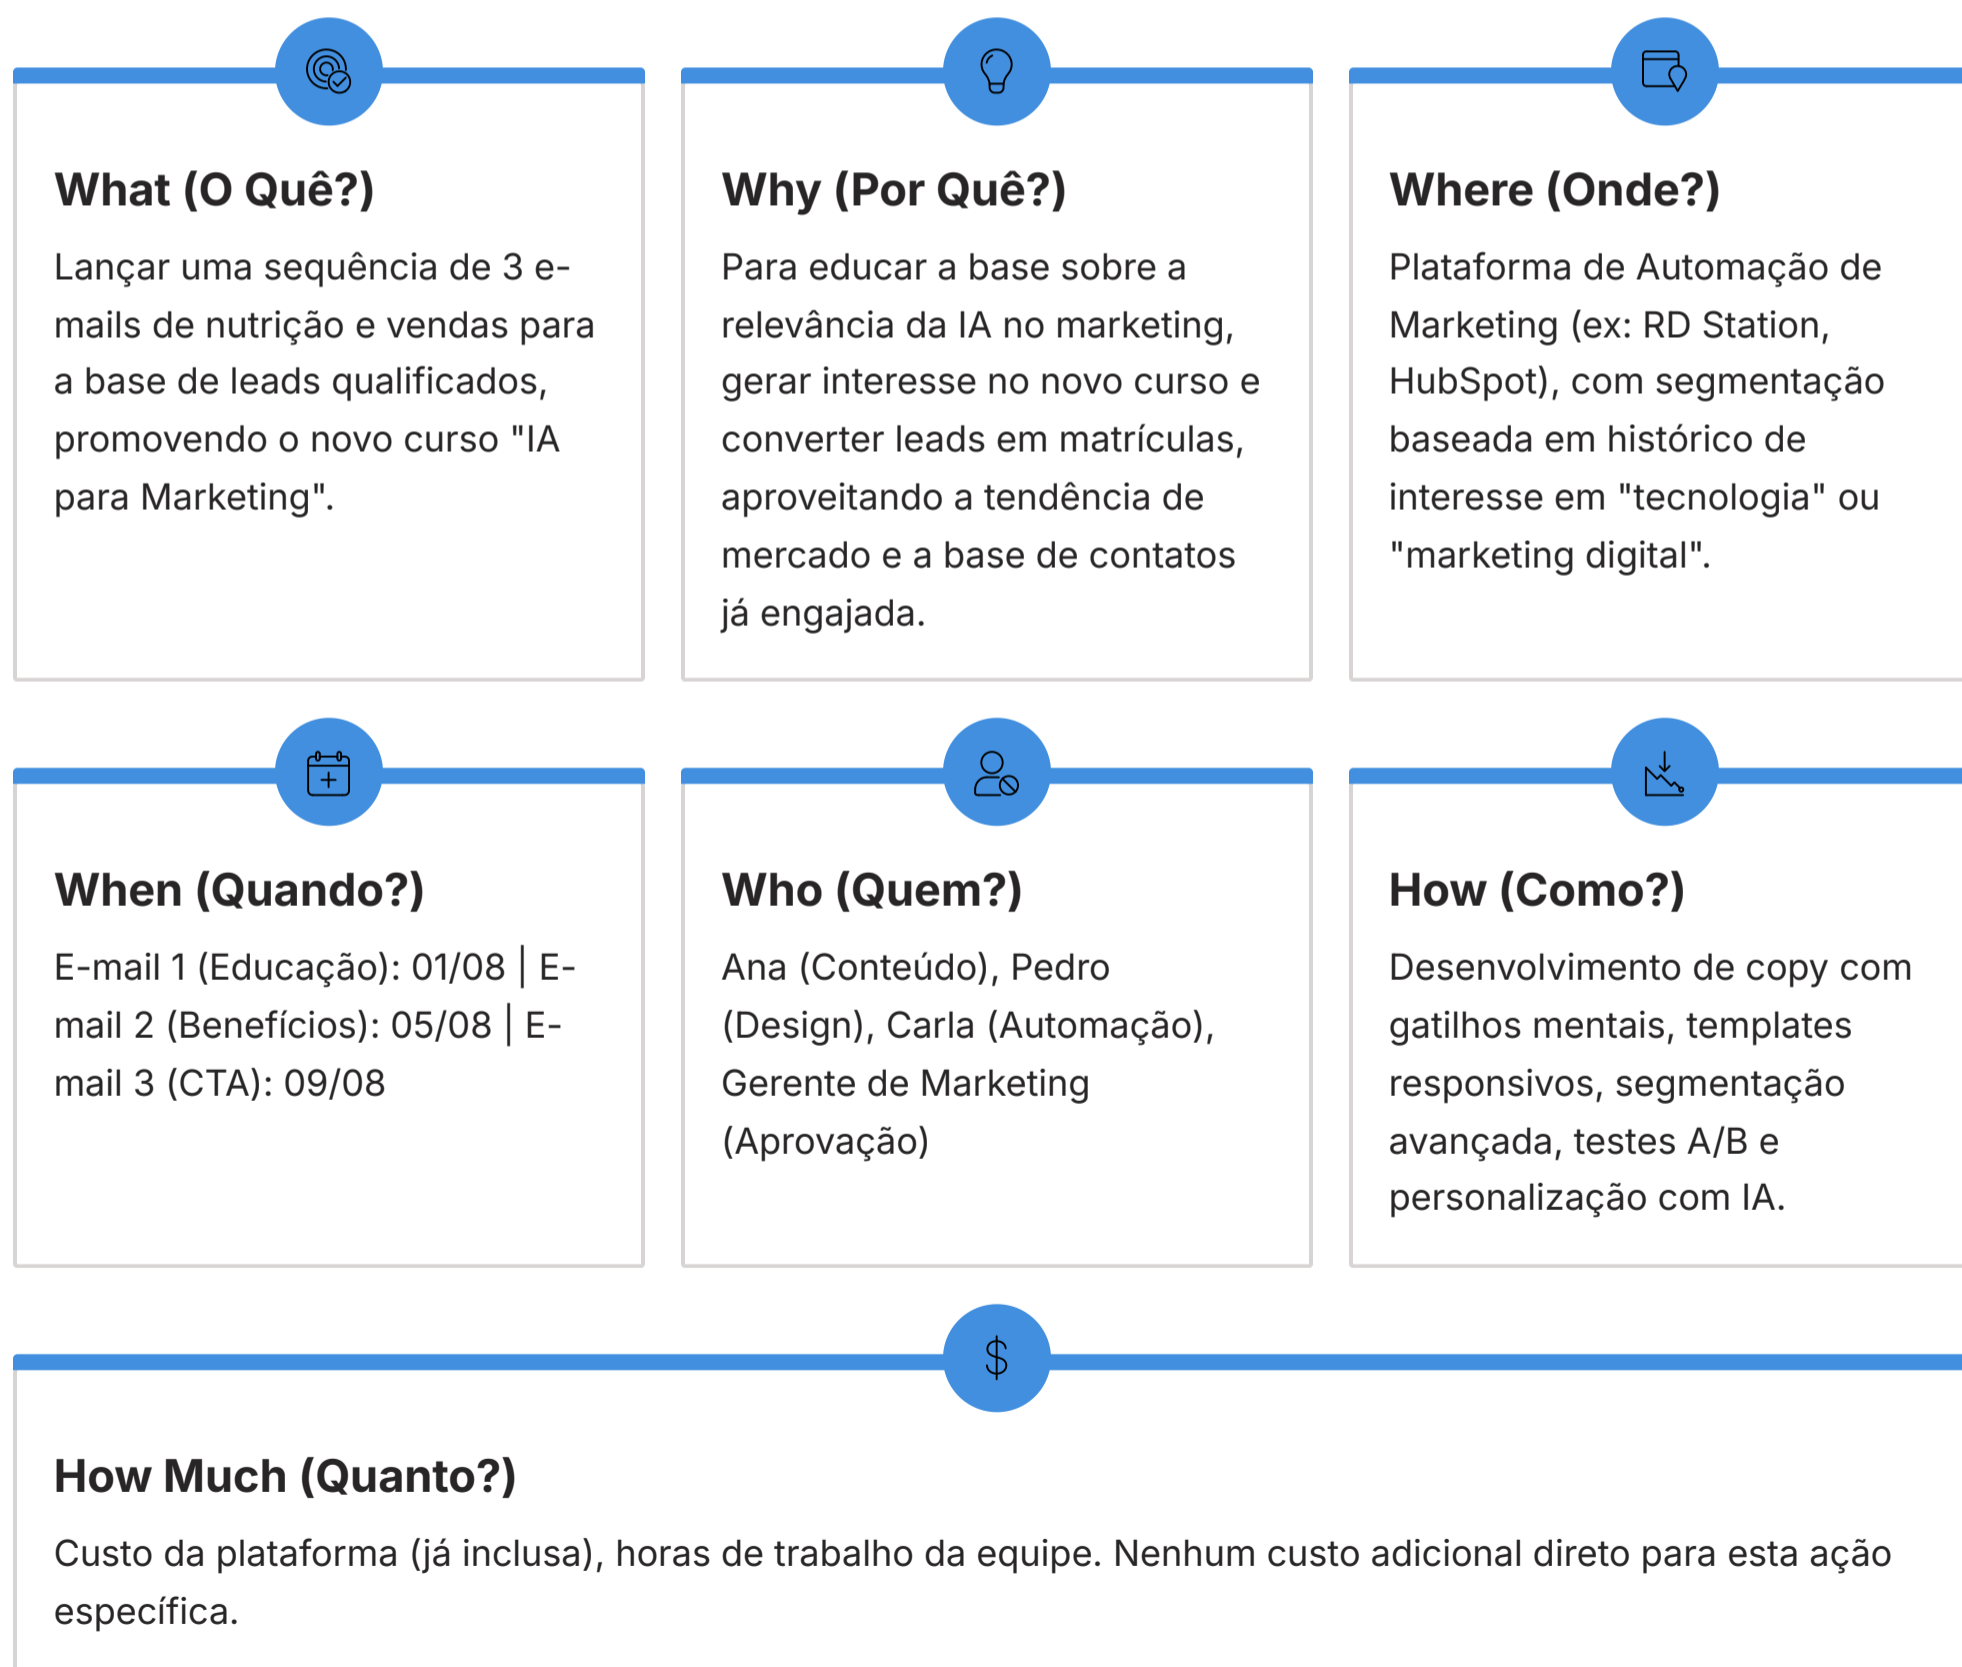 What (O Quê?)
Lançar uma sequência de 3 e-
mails de nutrição e vendas para
a base de leads qualificados,
promovendo o novo curso "IA
para Marketing".
Why (Por Quê?)
Para educar a base sobre a
relevância da IA no marketing,
gerar interesse no novo curso e
converter leads em matrículas,
aproveitando a tendência de
mercado e a base de contatos
já engajada.
Where (Onde?)
Plataforma de Automação de
Marketing (ex: RD Station,
HubSpot), com segmentação
baseada em histórico de
interesse em "tecnologia" ou
"marketing digital".
When (Quando?)
E-mail 1 (Educação): 01/08 | E-
mail 2 (Benefícios): 05/08 | E-
mail 3 (CTA): 09/08
Who (Quem?)
Ana (Conteúdo), Pedro
(Design), Carla (Automação),
Gerente de Marketing
(Aprovação)
How (Como?)
Desenvolvimento de copy com
gatilhos mentais, templates
responsivos, segmentação
avançada, testes A/B e
personalização com IA.
$
How Much (Quanto?)
Custo da plataforma (já inclusa), horas de trabalho da equipe. Nenhum custo adicional direto para esta ação
específica.